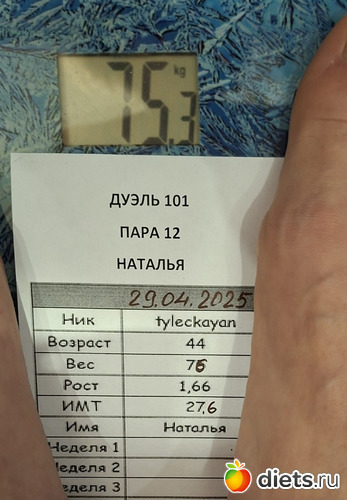 75.3 kg
ДУЭЛЬ 101
ПАРА 12
НАТАЛЬЯ
29.04.2025
Ник tyleckayan
Возраст 44
Вес 76
Рост 1,66
ИМТ 27,6
Имя Наталья
Неделя 1
Неделя 2
Неделя 3
diets.ru